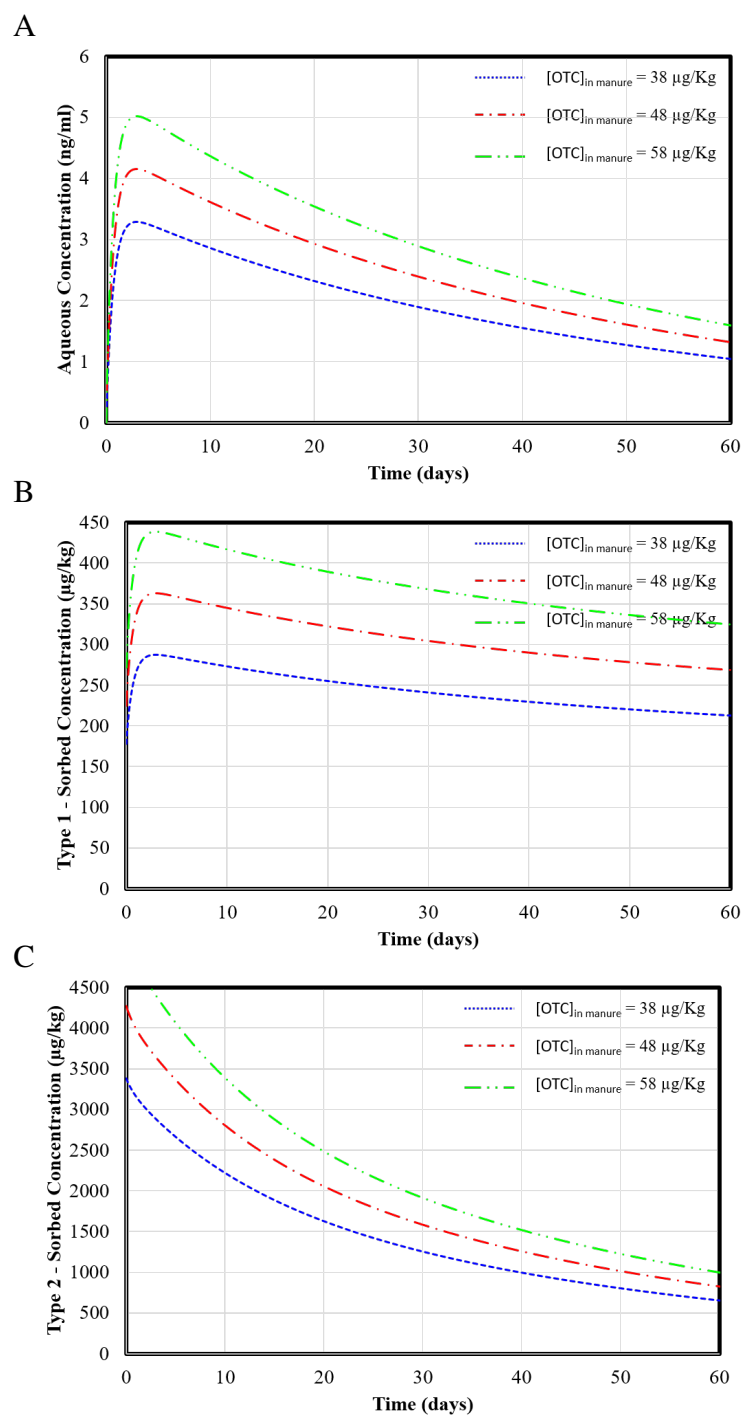 A
6
5
4
3
2
1
0
Aqueous Concentration (ng/ml)
[OTC]in manure = 38 µg/Kg
[OTC]in manure = 48 µg/Kg
[OTC]in manure = 58 µg/Kg
0 10 20 30 40 50 60
Time (days)
B
450
400
350
300
250
200
150
100
50
0
Type 1 - Sorbed Concentration (µg/kg)
[OTC]in manure = 38 µg/Kg
[OTC]in manure = 48 µg/Kg
[OTC]in manure = 58 µg/Kg
0 10 20 30 40 50 60
Time (days)
C
4500
4000
3500
3000
2500
2000
1500
1000
500
0
Type 2 - Sorbed Concentration (µg/kg)
[OTC]in manure = 38 µg/Kg
[OTC]in manure = 48 µg/Kg
[OTC]in manure = 58 µg/Kg
0 10 20 30 40 50 60
Time (days)